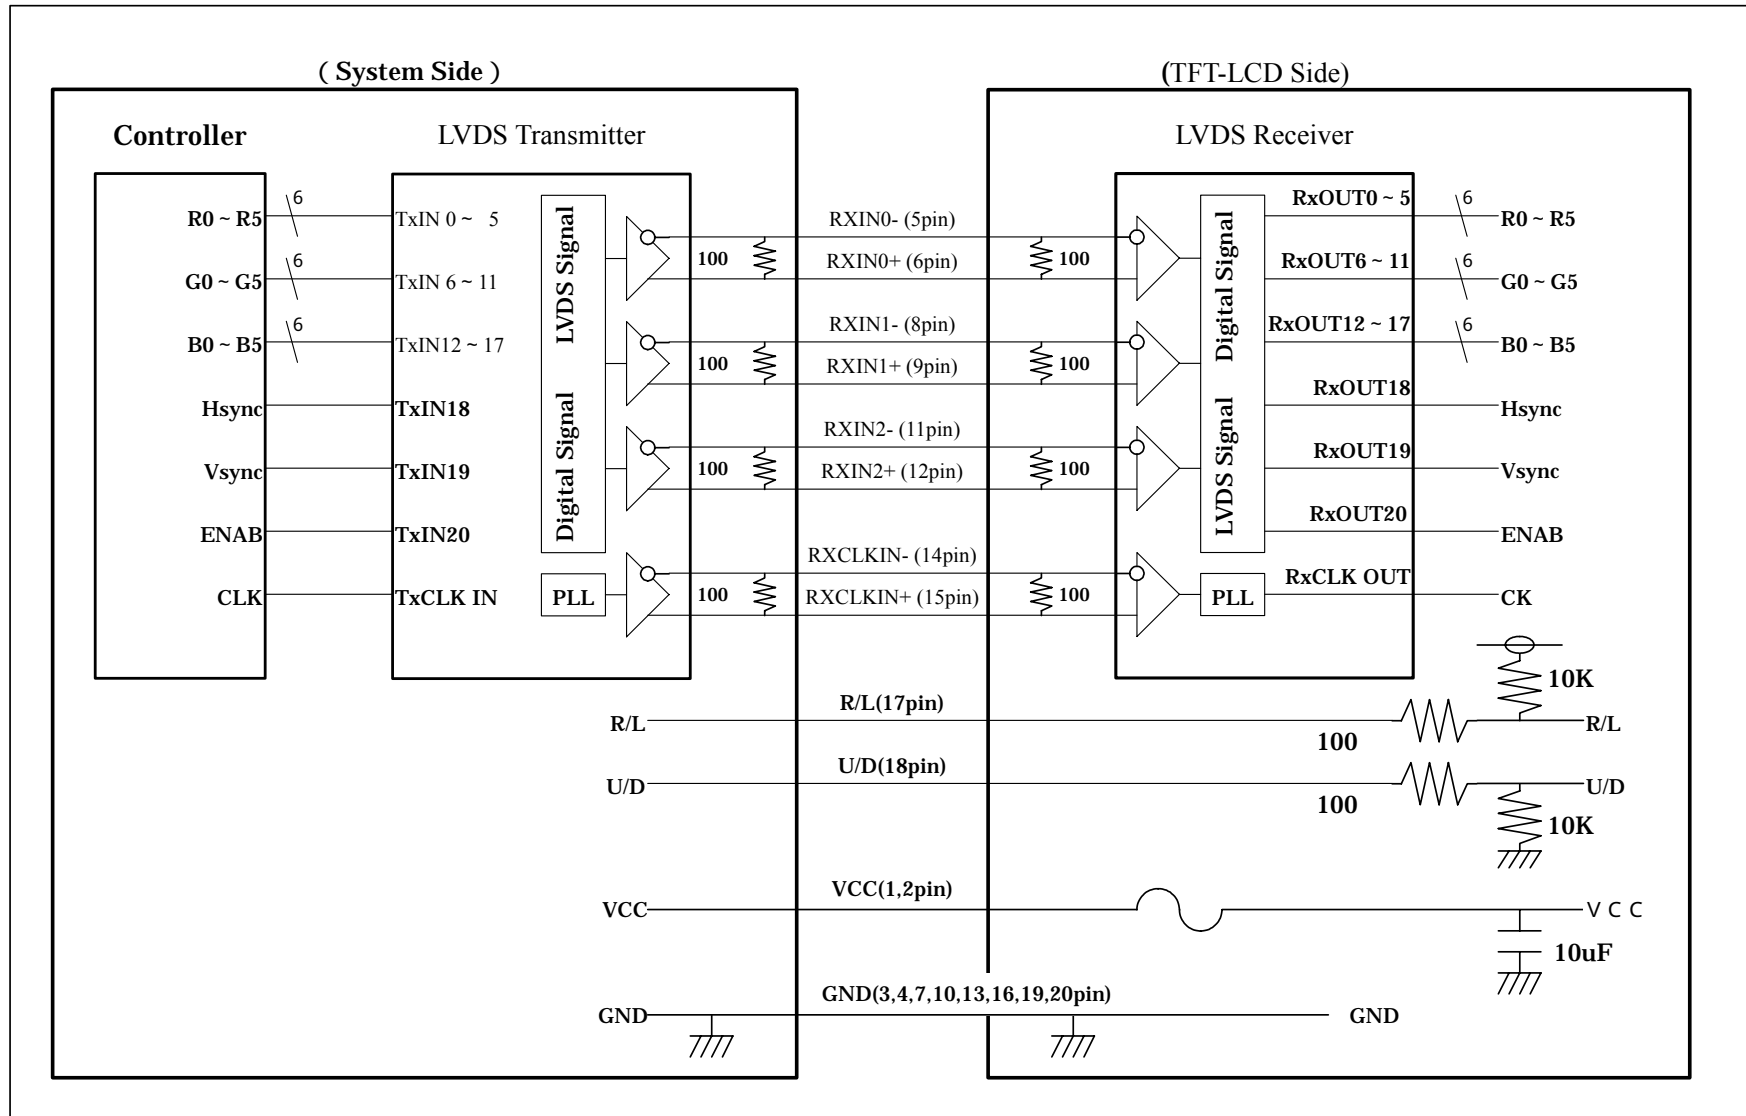 ( System Side )
(TFT-LCD Side)
Controller
LVDS Transmitter
LVDS Receiver
R0 ~ R5
6
TxIN 0 ~ 5
G0 ~ G5
6
TxIN 6 ~ 11
B0 ~ B5
6
TxIN12 ~ 17
Hsync
TxIN18
Vsync
TxIN19
ENAB
TxIN20
CLK
TxCLK IN
LVDS Signal
Digital Signal
PLL
100
100
100
100
RXIN0- (5pin)
RXIN0+ (6pin)
RXIN1- (8pin)
RXIN1+ (9pin)
RXIN2- (11pin)
RXIN2+ (12pin)
RXCLKIN- (14pin)
RXCLKIN+ (15pin)
100
100
100
100
Digital Signal
LVDS Signal
PLL
RxOUT0 ~ 5
6
R0 ~ R5
RxOUT6 ~ 11
6
G0 ~ G5
RxOUT12 ~ 17
6
B0 ~ B5
RxOUT18
Hsync
RxOUT19
Vsync
RxOUT20
ENAB
RxCLK OUT
CK
10K
R/L
R/L(17pin)
100
R/L
U/D
U/D(18pin)
100
U/D
10K
VCC
VCC(1,2pin)
VCC
10uF
GND
GND(3,4,7,10,13,16,19,20pin)
GND